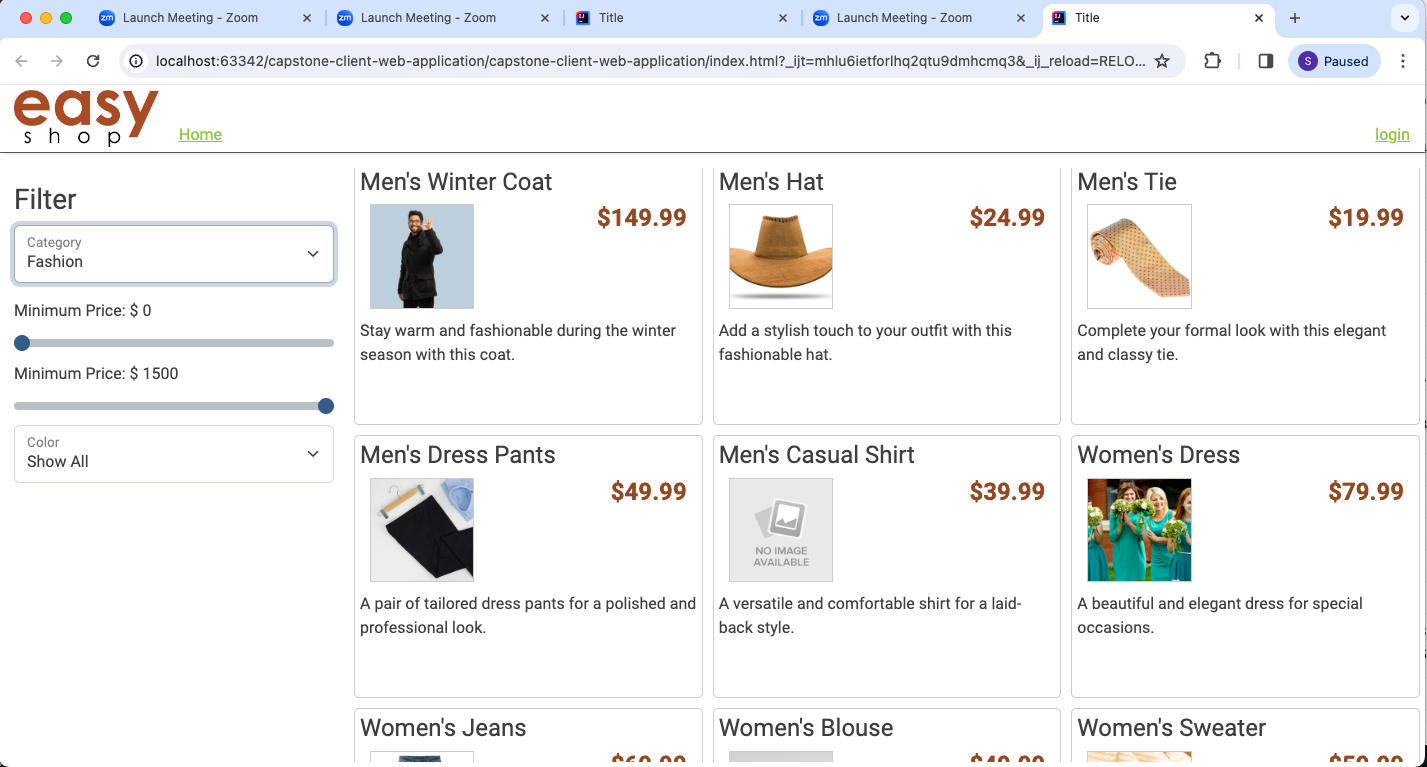 zm Launch Meeting - Zoom
zm Launch Meeting - Zoom
IJ Title
zm Launch Meeting - Zoom
IJ Title
localhost:63342/capstone-client-web-application/capstone-client-web-application/index.html?_ijt=mhlu6ietforlhq2qtu9dmhcmq3&_ij_reload=RELO...
S Paused
easy
shop
Home
login
Filter
Category
Fashion
Minimum Price: $ 0
Minimum Price: $ 1500
Color
Show All
Men's Winter Coat
$149.99
Stay warm and fashionable during the winter
season with this coat.
Men's Hat
$24.99
Add a stylish touch to your outfit with this
fashionable hat.
Men's Tie
$19.99
Complete your formal look with this elegant
and classy tie.
Men's Dress Pants
$49.99
A pair of tailored dress pants for a polished and
professional look.
Men's Casual Shirt
$39.99
NO IMAGE
AVAILABLE
A versatile and comfortable shirt for a laid-
back style.
Women's Dress
$79.99
A beautiful and elegant dress for special
occasions.
Women's Jeans
Women's Blouse
Women's Sweater